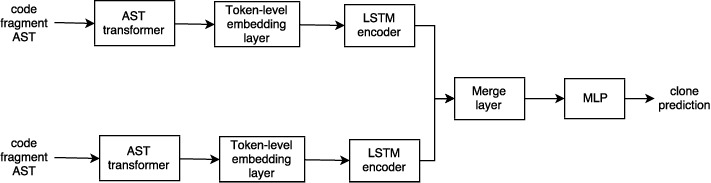 code
fragment
AST
AST
transformer
Token-level
embedding
layer
LSTM
encoder
Merge
layer
MLP
clone
prediction
code
fragment
AST
AST
transformer
Token-level
embedding
layer
LSTM
encoder